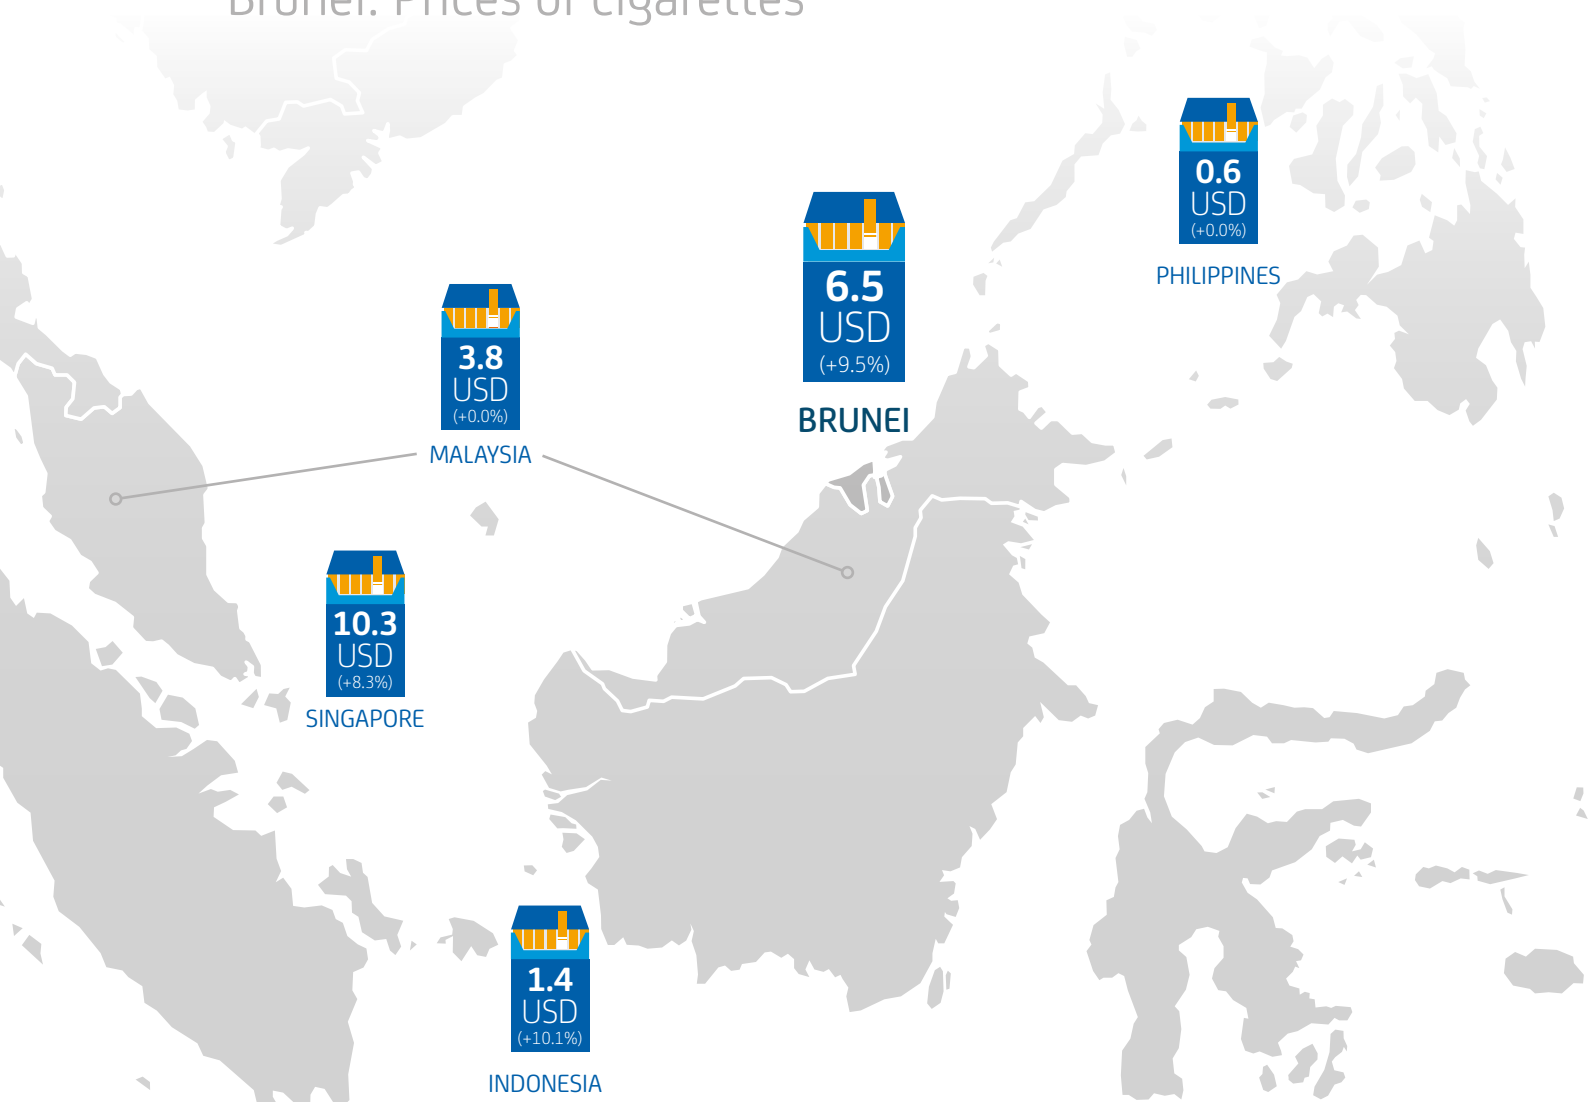 Brunei: Prices of cigarettes
0.6
USD
(+0.0%)
PHILIPPINES
6.5
USD
(+9.5%)
BRUNEI
3.8
USD
(+0.0%)
MALAYSIA
10.3
USD
(+8.3%)
SINGAPORE
1.4
USD
(+10.1%)
INDONESIA